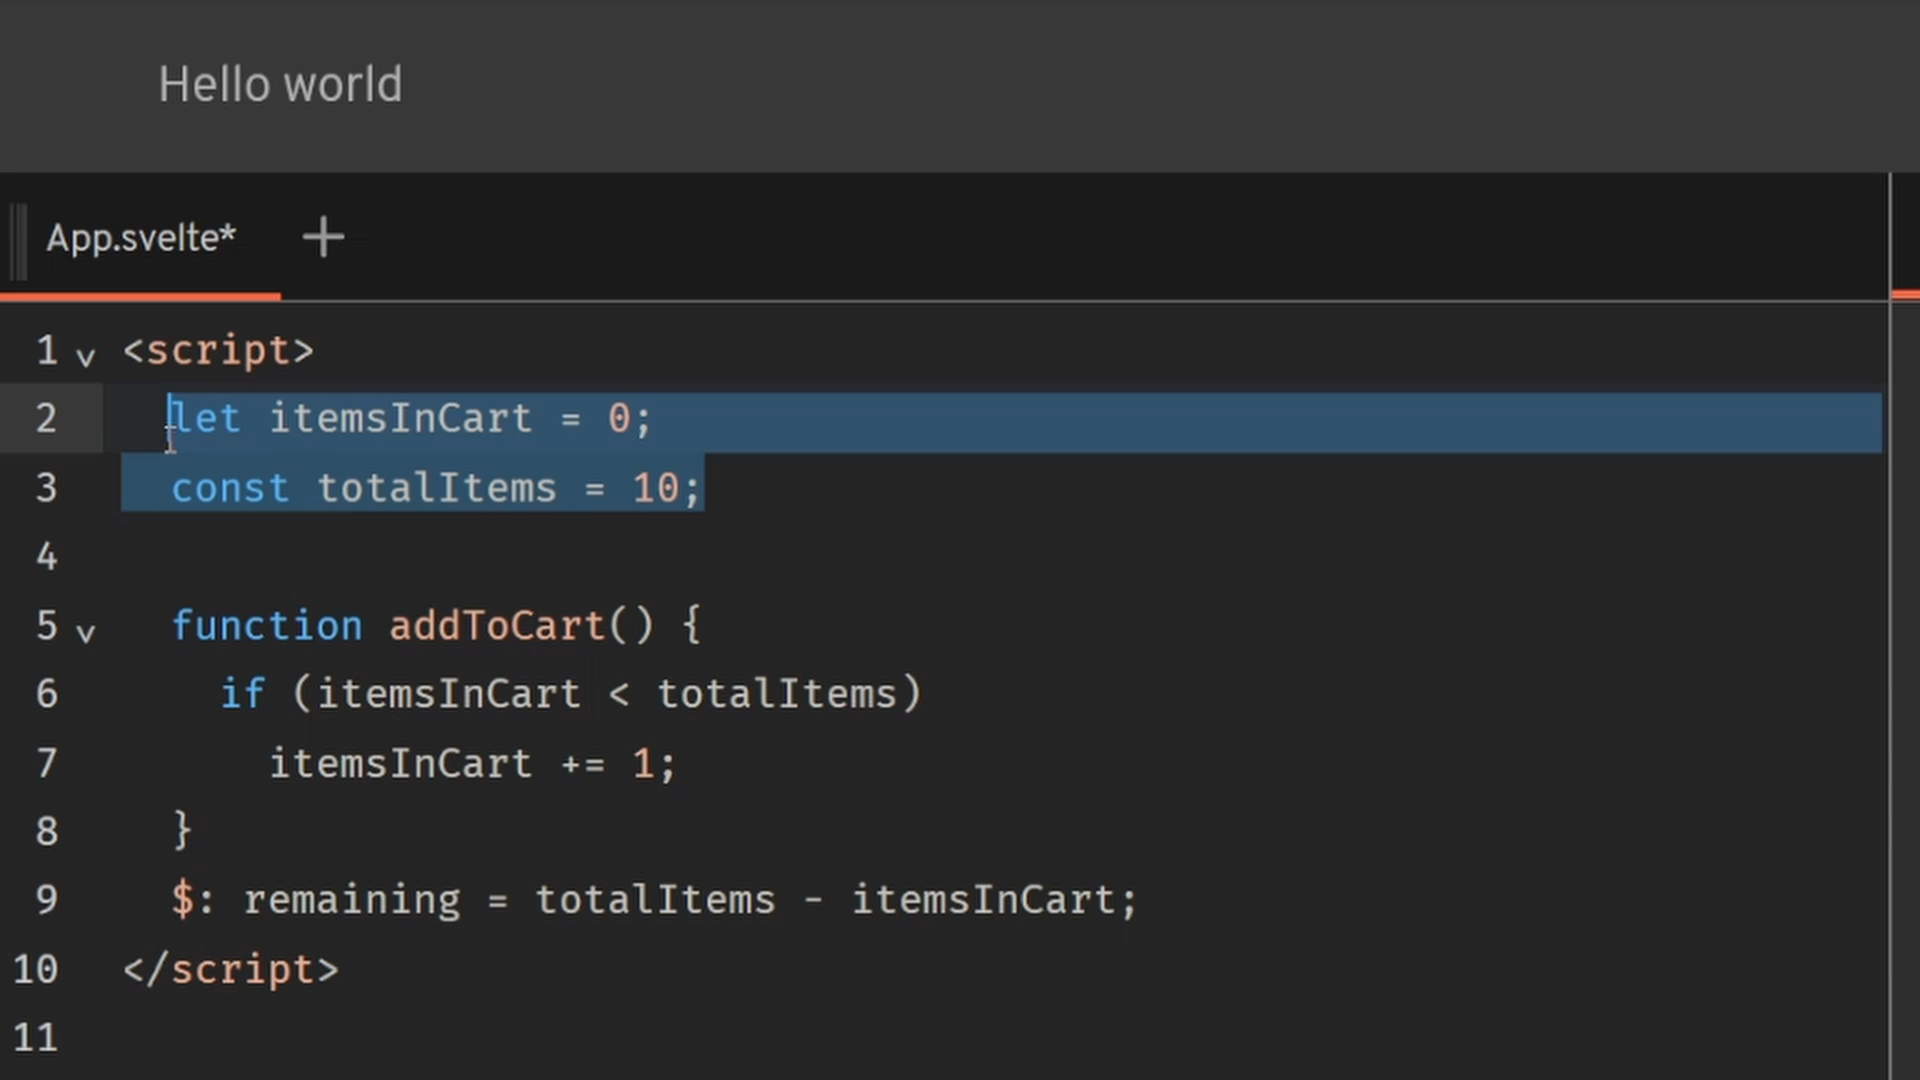 Hello world
App.svelte* +
1 v <script>
2 let itemsInCart = 0;
3 const totalItems = 10;
4
5 v function addToCart() {
6 if (itemsInCart < totalItems)
7 itemsInCart += 1;
8 }
9 $: remaining = totalItems - itemsInCart;
10 </script>
11